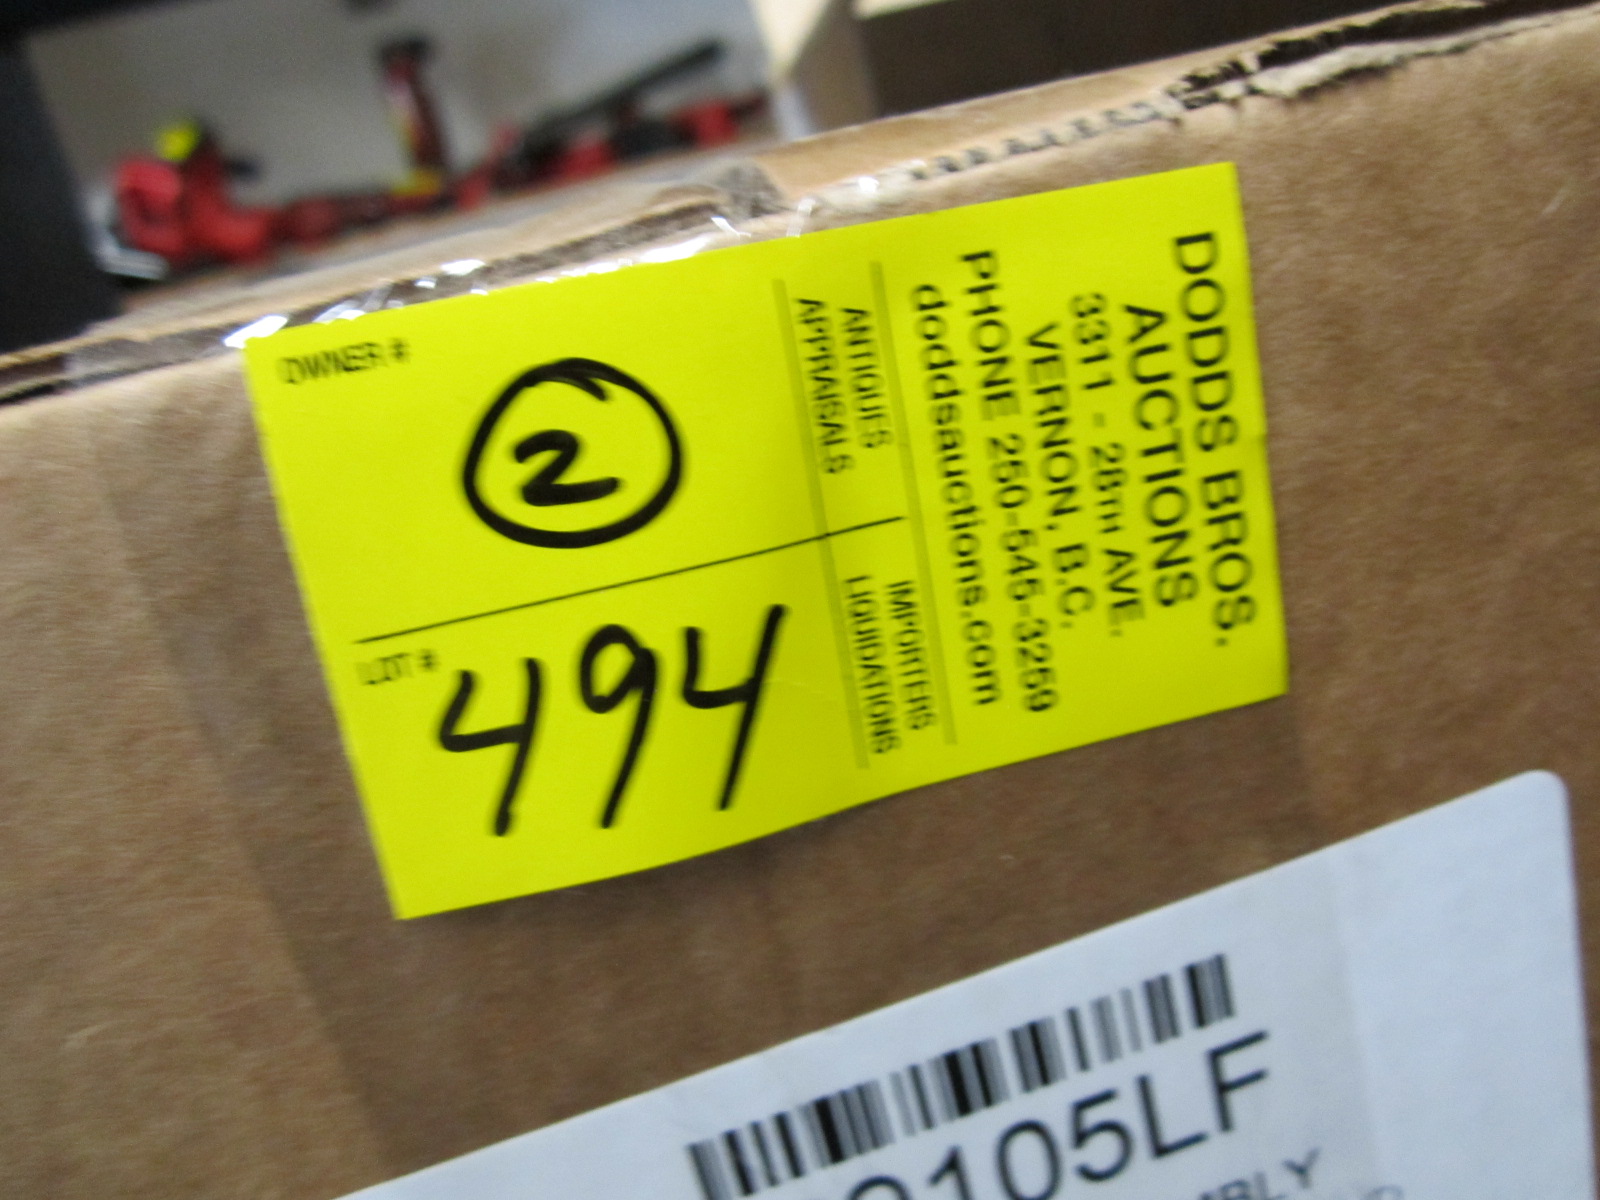 DODDS BROS.
AUCTIONS
3311 - 28TH AVE.
VERNON, B.C.
PHONE 250-545-3259
doddsauctions.com
ANTIQUES
APPRAISALS
IMPORTERS
LIQUIDATIONS
OWNER #
2
LOT #
494
0105LF